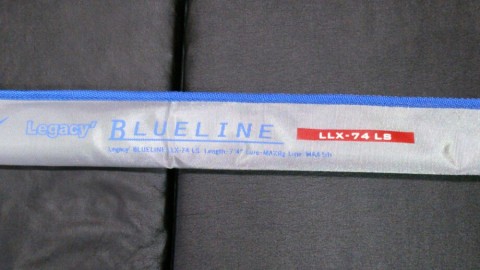 Legacy' BLUELINE LLX-74 LS
Legacy' BLUELINE LLX-74 LS Length 7'4" Lure MAX10g Line MAX5lb